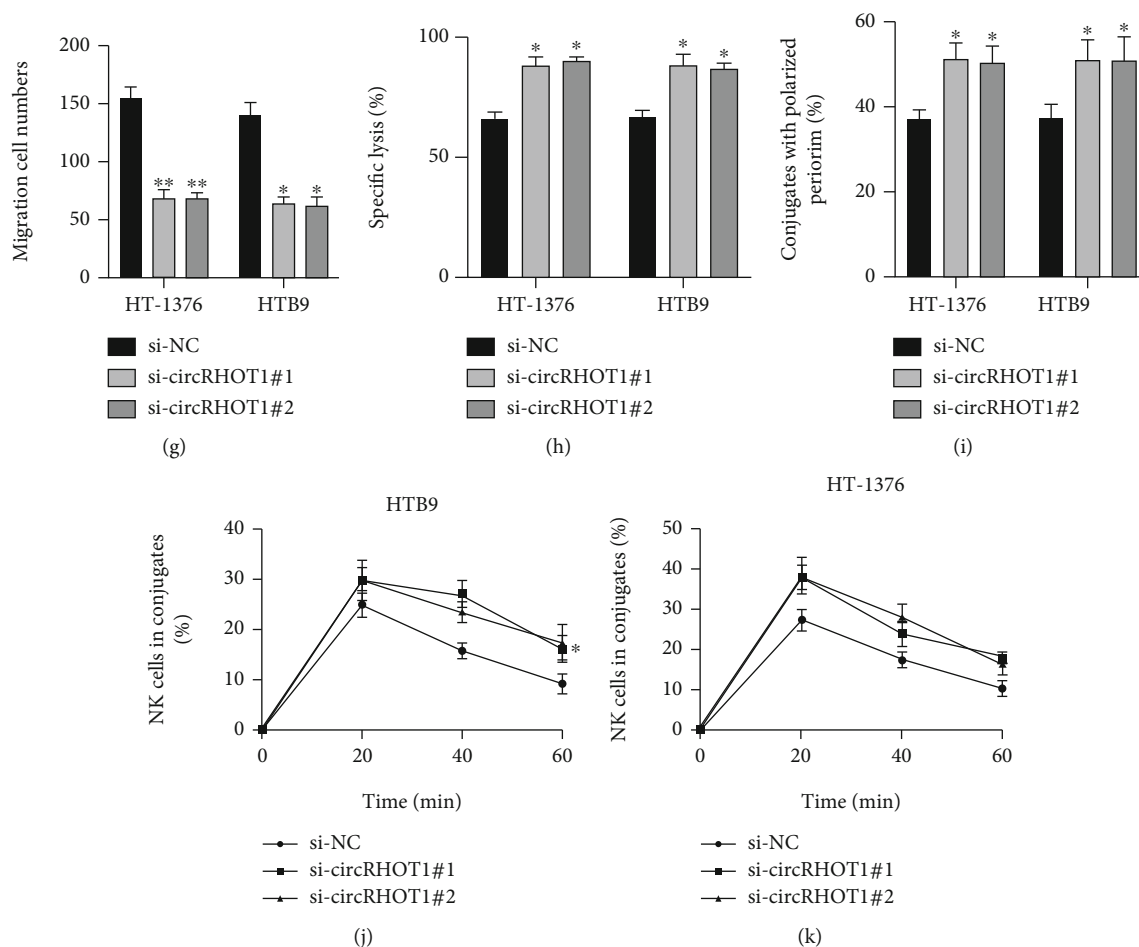 200
150
100
50
0
Migration cell numbers
** ** * *
HT-1376 HTB9
si-NC
si-circRHOT1#1
si-circRHOT1#2
(g)
100
50
0
Specific lysis (%)
* * * *
HT-1376 HTB9
si-NC
si-circRHOT1#1
si-circRHOT1#2
(h)
60
40
20
0
Conjugates with polarized
periorim (%)
* * * *
HT-1376 HTB9
si-NC
si-circRHOT1#1
si-circRHOT1#2
(i)
HTB9
40
30
20
10
0
NK cells in conjugates
(%)
*
0 20 40 60
Time (min)
si-NC
si-circRHOT1#1
si-circRHOT1#2
(j)
HT-1376
50
40
30
20
10
0
NK cells in conjugates (%)
0 20 40 60
Time (min)
si-NC
si-circRHOT1#1
si-circRHOT1#2
(k)